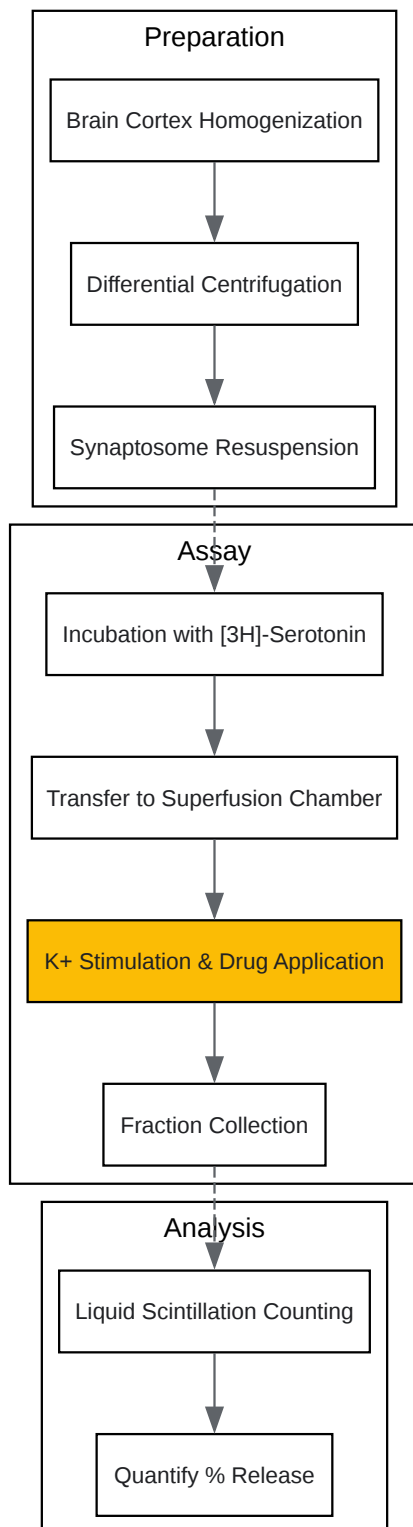 Preparation
Brain Cortex Homogenization
Differential Centrifugation
Synaptosome Resuspension
Assay
Incubation with [3H]-Serotonin
Transfer to Superfusion Chamber
K+ Stimulation & Drug Application
Fraction Collection
Analysis
Liquid Scintillation Counting
Quantify % Release